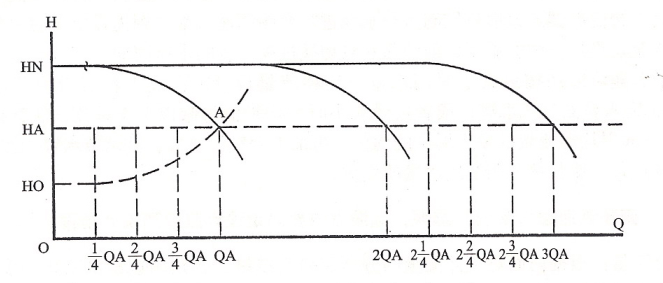 H
HN
A
HA
HO
Q
O
1/4 QA 2/4 QA 3/4 QA QA 2QA 2 1/4 QA 2 2/4 QA 2 3/4 QA 3QA